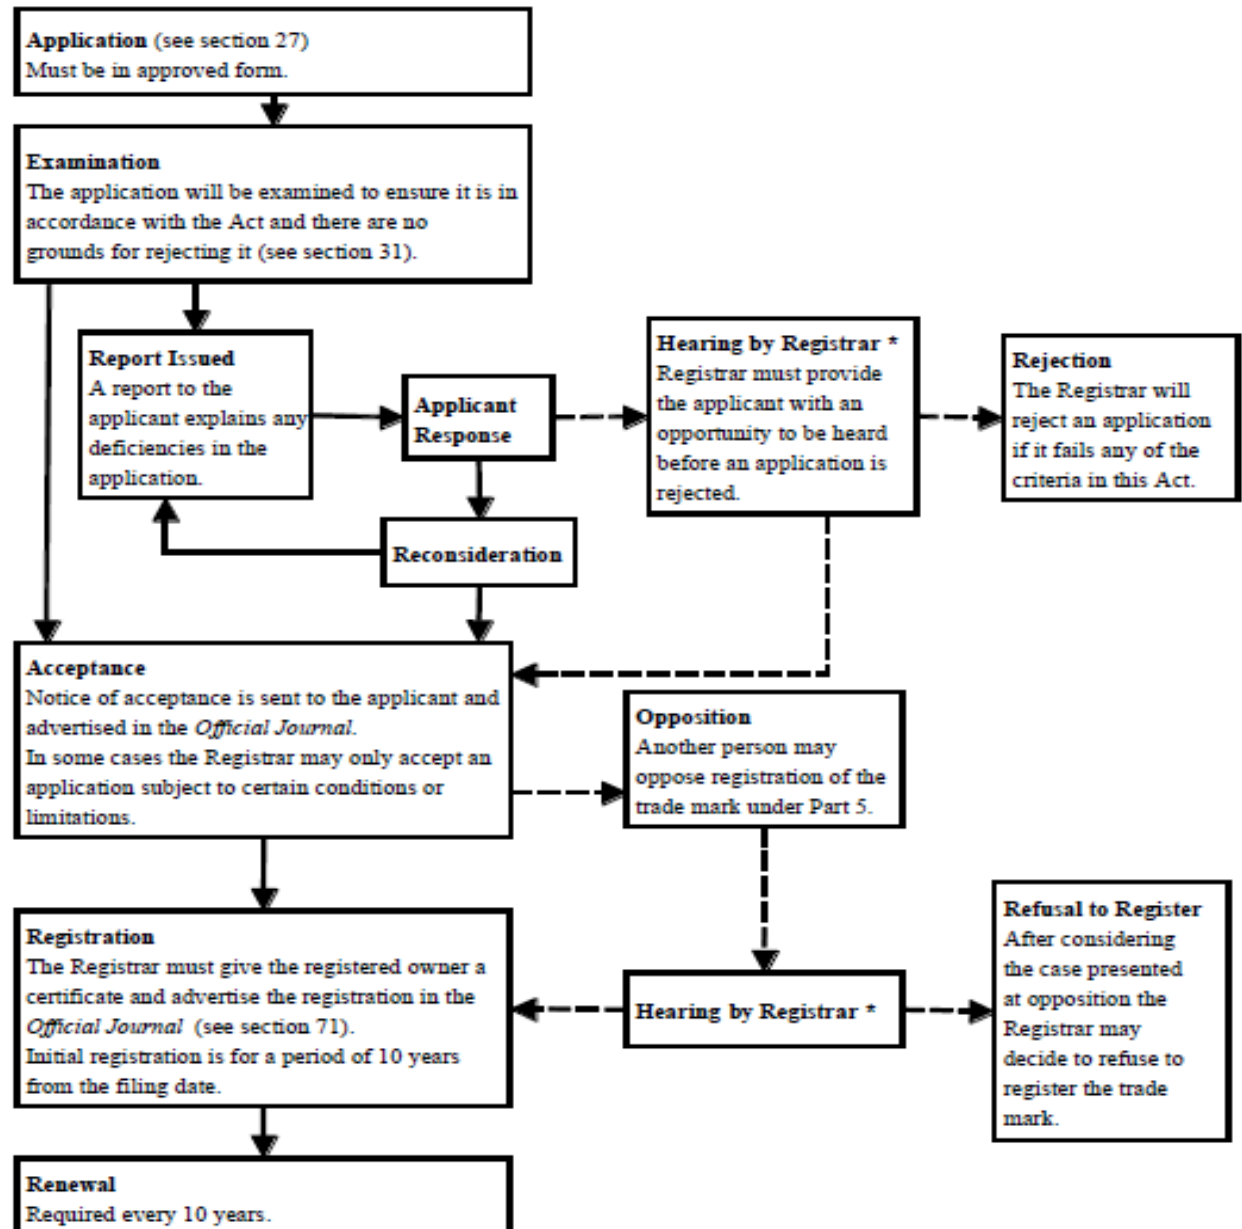 Application (see section 27)
Must be in approved form.
Examination
The application will be examined to ensure it is in
accordance with the Act and there are no
grounds for rejecting it (see section 31).
Report Issued
A report to the
applicant explains any
deficiencies in the
application.
Applicant
Response
Hearing by Registrar *
Registrar must provide
the applicant with an
opportunity to be heard
before an application is
rejected.
Rejection
The Registrar will
reject an application
if it fails any of the
criteria in this Act.
Reconsideration
Acceptance
Notice of acceptance is sent to the applicant and
advertised in the Official Journal.
In some cases the Registrar may only accept an
application subject to certain conditions or
limitations.
Opposition
Another person may
oppose registration of the
trade mark under Part 5.
Registration
The Registrar must give the registered owner a
certificate and advertise the registration in the
Official Journal (see section 71).
Initial registration is for a period of 10 years
from the filing date.
Hearing by Registrar *
Refusal to Register
After considering
the case presented
at opposition the
Registrar may
decide to refuse to
register the trade
mark.
Renewal
Required every 10 years.